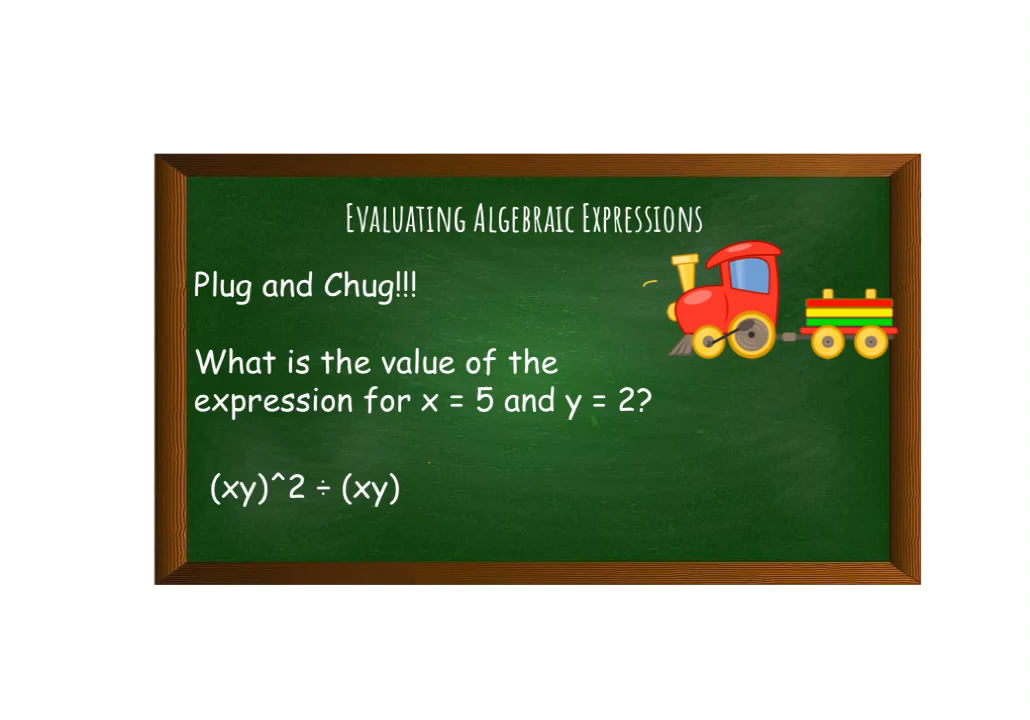 Evaluating Algebraic Expressions
Plug and Chug!!!
What is the value of the
expression for x = 5 and y = 2?
(xy)^2 ÷ (xy)